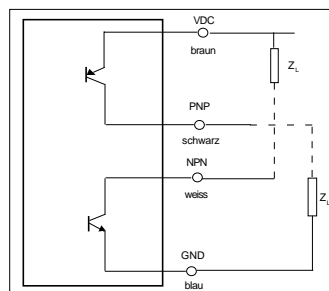 VDC
braun
Z_L
PNP
schwarz
NPN
weiss
Z_L
GND
blau